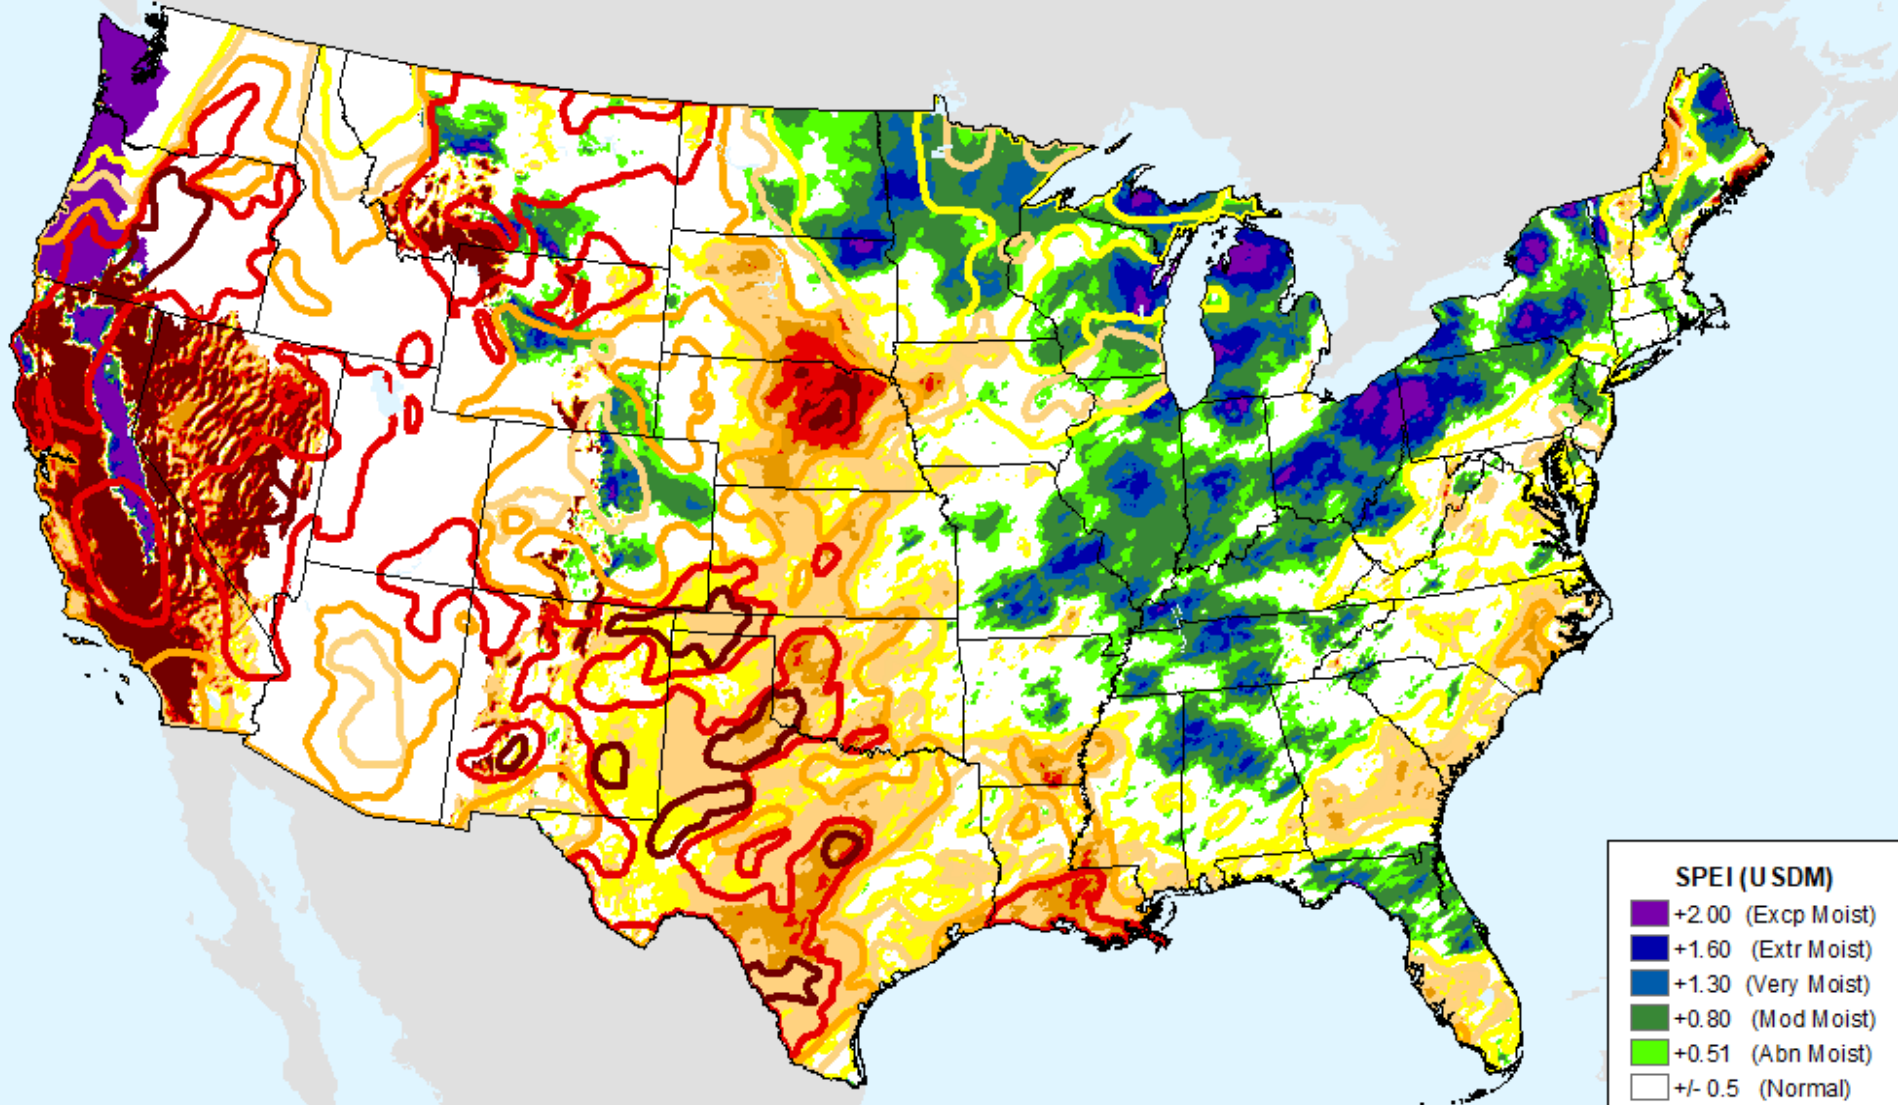 SPEI (USDM)
+2.00 (Excp Moist)
+1.60 (Extr Moist)
+1.30 (Very Moist)
+0.80 (Mod Moist)
+0.51 (Abn Moist)
+/- 0.5 (Normal)